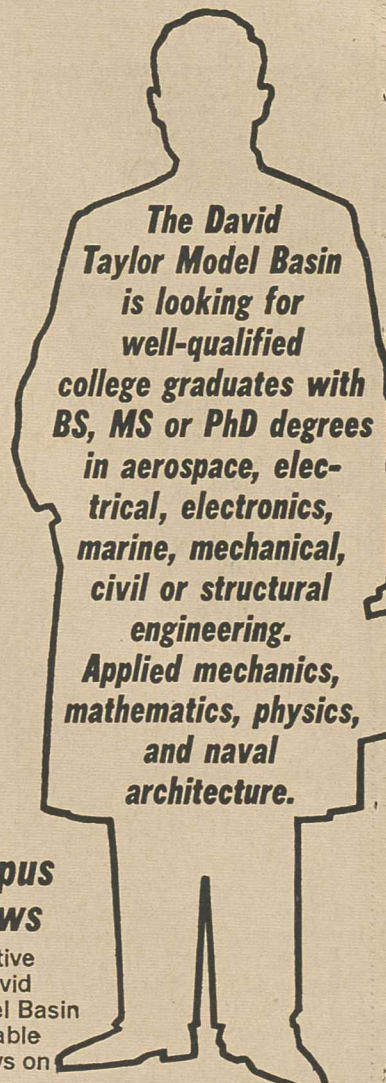 The David
Taylor Model Basin
is looking for
well-qualified
college graduates with
BS, MS or PhD degrees
in aerospace, elec-
trical, electronics,
marine, mechanical,
civil or structural
engineering.
Applied mechanics,
mathematics, physics,
and naval
architecture.
pus
ws
tive
vid
el Basin
able
ws on